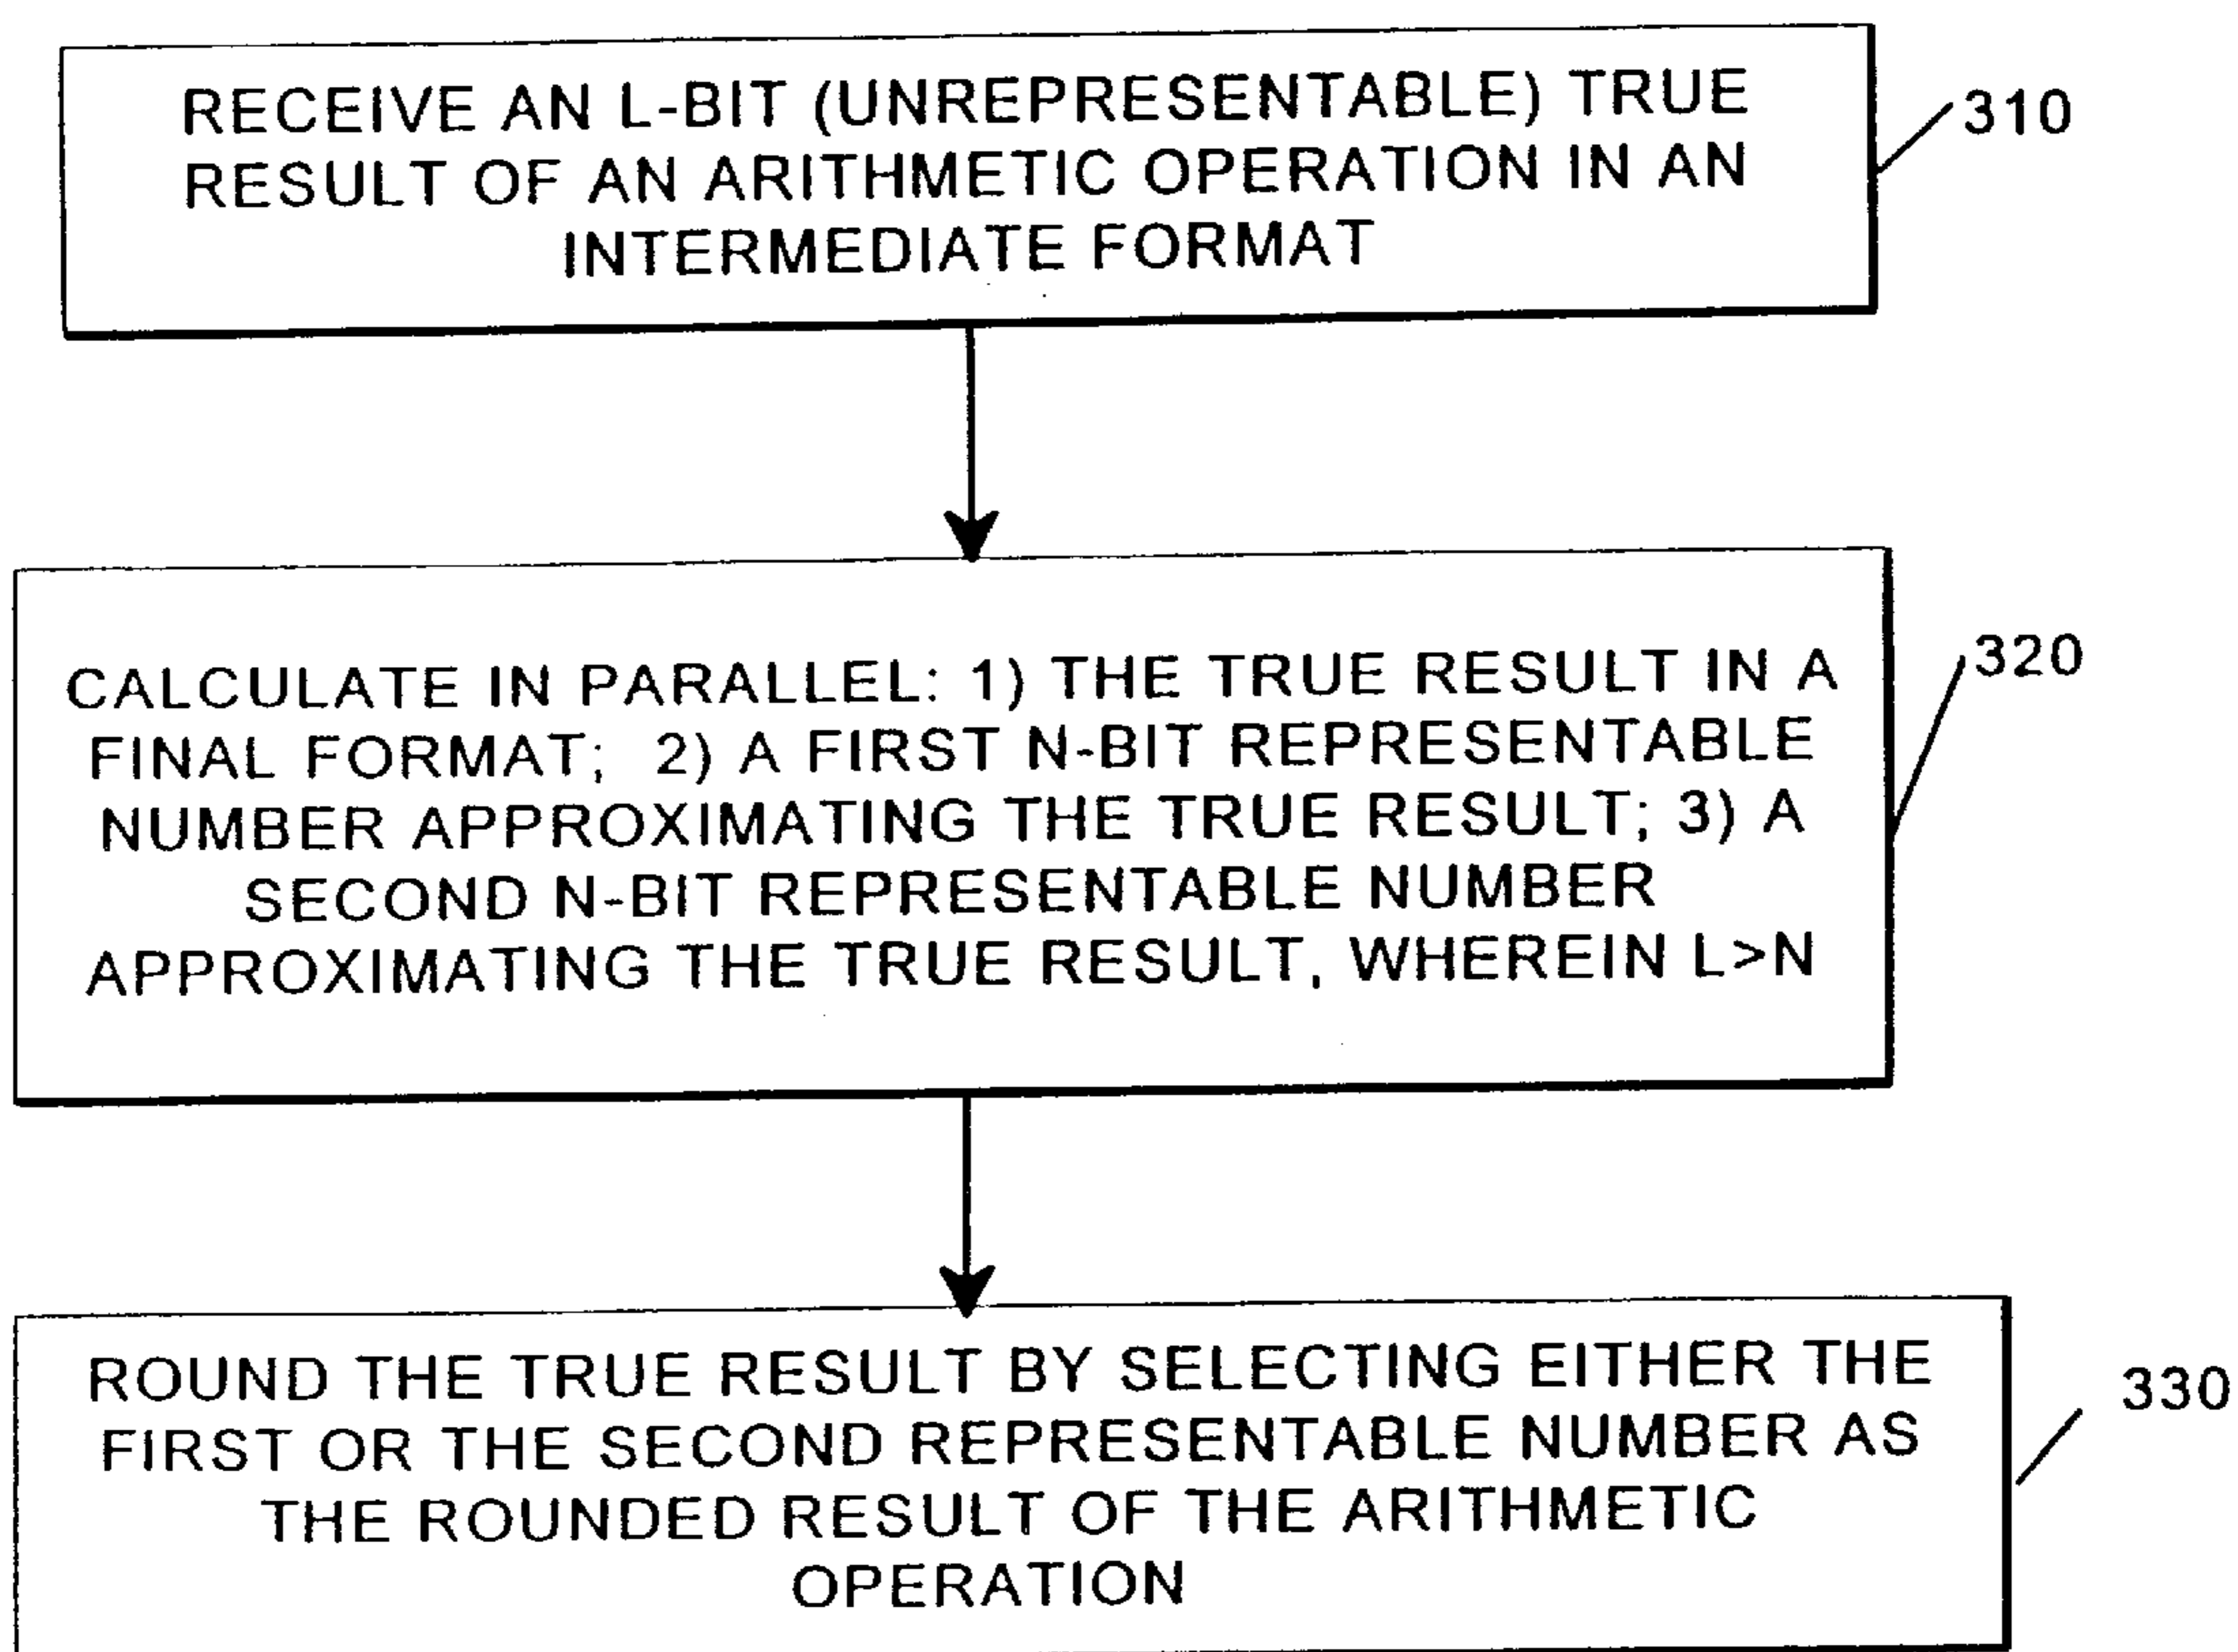 RECEIVE AN L-BIT (UNREPRESENTABLE) TRUE
RESULT OF AN ARITHMETIC OPERATION IN AN
INTERMEDIATE FORMAT
310
CALCULATE IN PARALLEL: 1) THE TRUE RESULT IN A
FINAL FORMAT; 2) A FIRST N-BIT REPRESENTABLE
NUMBER APPROXIMATING THE TRUE RESULT; 3) A
SECOND N-BIT REPRESENTABLE NUMBER
APPROXIMATING THE TRUE RESULT, WHEREIN L>N
320
ROUND THE TRUE RESULT BY SELECTING EITHER THE
FIRST OR THE SECOND REPRESENTABLE NUMBER AS
THE ROUNDED RESULT OF THE ARITHMETIC
OPERATION
330